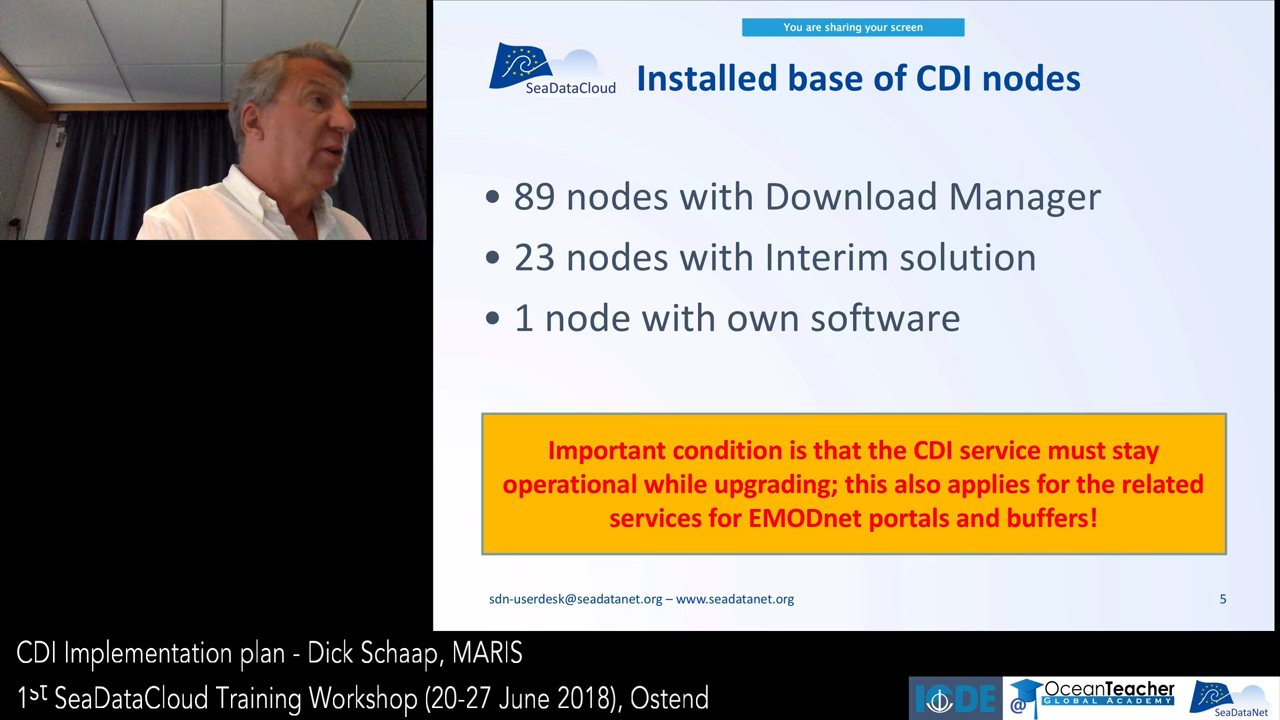 You are sharing your screen
SeaDataCloud
Installed base of CDI nodes
• 89 nodes with Download Manager
• 23 nodes with Interim solution
• 1 node with own software
Important condition is that the CDI service must stay
operational while upgrading; this also applies for the related
services for EMODnet portals and buffers!
sdn-userdesk@seadatanet.org – www.seadatanet.org
5
CDI Implementation plan - Dick Schaap, MARIS
1st SeaDataCloud Training Workshop (20-27 June 2018), Ostend
IODE
@
OceanTeacher
GLOBAL ACADEMY
SeaDataNet